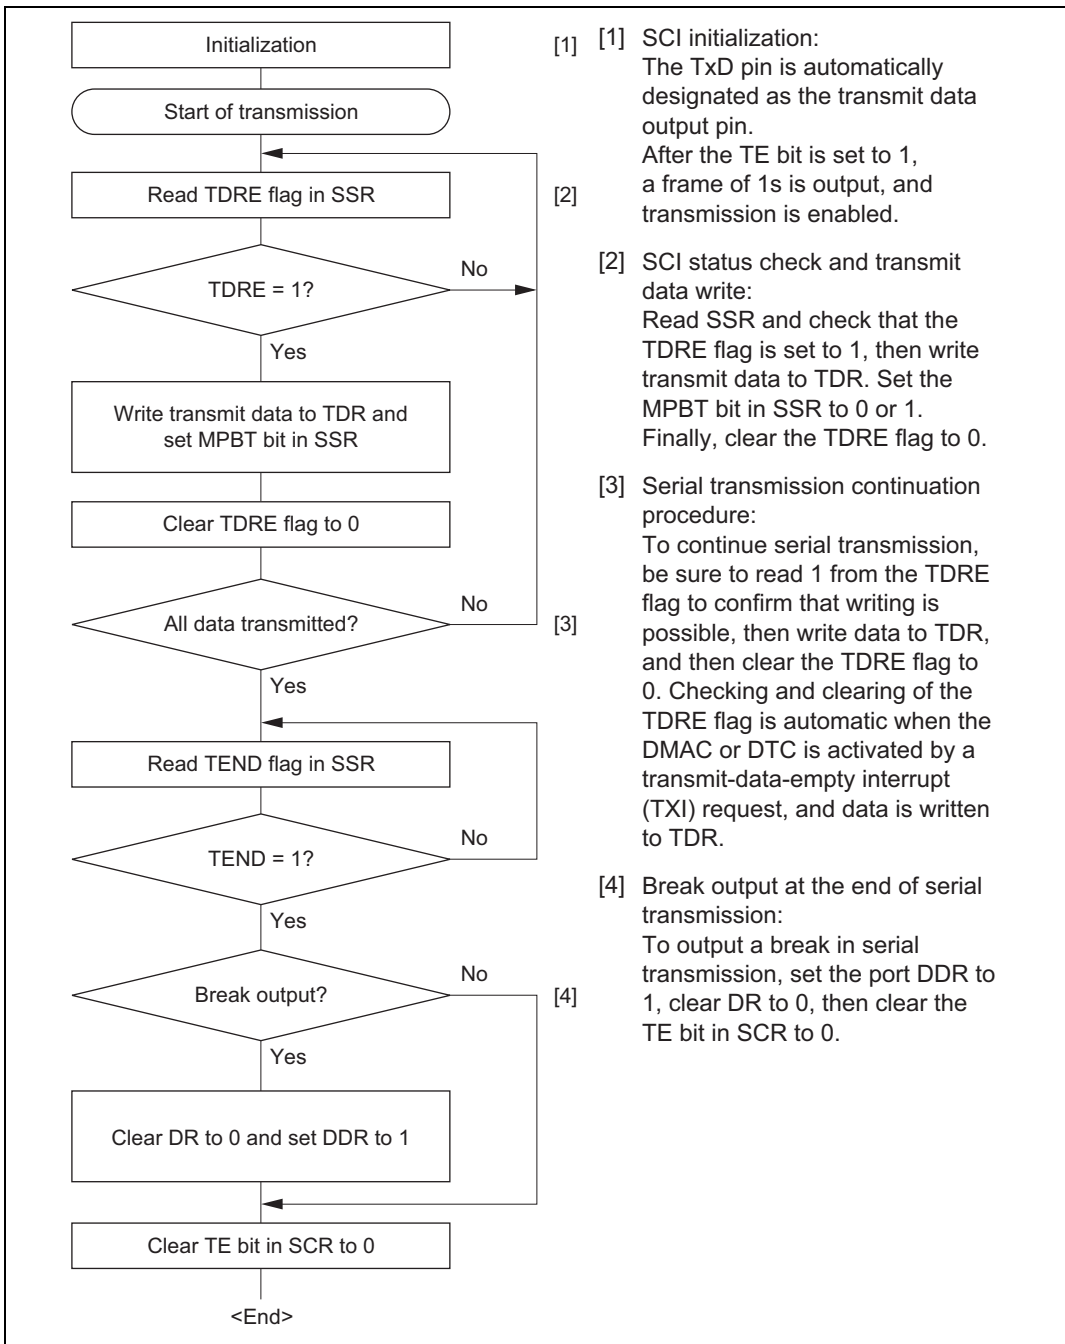 Initialization
[1]
Start of transmission
Read TDRE flag in SSR
[2]
TDRE = 1?
No
Yes
Write transmit data to TDR and
set MPBT bit in SSR
Clear TDRE flag to 0
All data transmitted?
No
[3]
Yes
Read TEND flag in SSR
TEND = 1?
No
Yes
Break output?
No
[4]
Yes
Clear DR to 0 and set DDR to 1
Clear TE bit in SCR to 0
<End>
[1] SCI initialization:
The TxD pin is automatically
designated as the transmit data
output pin.
After the TE bit is set to 1,
a frame of 1s is output, and
transmission is enabled.
[2] SCI status check and transmit
data write:
Read SSR and check that the
TDRE flag is set to 1, then write
transmit data to TDR. Set the
MPBT bit in SSR to 0 or 1.
Finally, clear the TDRE flag to 0.
[3] Serial transmission continuation
procedure:
To continue serial transmission,
be sure to read 1 from the TDRE
flag to confirm that writing is
possible, then write data to TDR,
and then clear the TDRE flag to
0. Checking and clearing of the
TDRE flag is automatic when the
DMAC or DTC is activated by a
transmit-data-empty interrupt
(TXI) request, and data is written
to TDR.
[4] Break output at the end of serial
transmission:
To output a break in serial
transmission, set the port DDR to
1, clear DR to 0, then clear the
TE bit in SCR to 0.